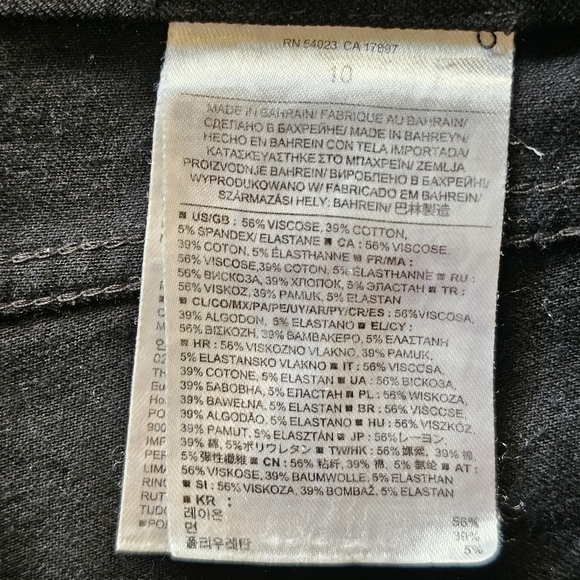 RN 54023 CA 17897
10
MADE IN BAHRAIN/ FABRIQUE AU BAHRAIN/
СДЕЛАНО В БАХРЕЙНЕ/ MADE IN BAHREYN/
HECHO EN BAHREIN CON TELA IMPORTADA/
ΚΑΤΑΣΚΕΥΑΣΤΗΚΕ ΣΤΟ ΜΠΑΧΡΕΪΝ/ ZEMLJA
PROIZVODNJE BAHREIN/ ВИРОБЛЕНО В БАХРЕЙНІ/
WYPRODUKOWANO W/ FABRICADO EM BAHREIN/
SZÁRMAZÁSI HELY: BAHREIN/ 巴林製造
US/GB : 56% VISCOSE, 39% COTTON,
5% SPANDEX/ ELASTANE CA : 56% VISCOSE,
39% COTON, 5% ÉLASTHANNE FR/MA :
56% VISCOSE,39% COTON, 5% ÉLASTHANNE RU :
56% ВИСКОЗА, 39% ХЛОПОК, 5% ЭЛАСТАН TR :
56% VISKOZ, 39% PAMUK, 5% ELASTAN
CL/CO/MX/PA/PE/UY/AR/PY/CR/ES : 56%VISCOSA,
39% ALGODON, 5% ELASTANO EL/CY :
56% ΒΙΣΚΟΖΗ, 39% ΒΑΜΒΑΚΕΡΟ, 5% ΕΛΑΣΤΑΝΗ
HR : 56% VISKOZNO VLAKNO, 39% PAMUK,
5% ELASTANSKO VLAKNO IT : 56% VISCOSA,
39% COTONE, 5% ELASTAN UA : 56% ВІСКОЗА,
39% БАВОВНА, 5% ЕЛАСТАН PL : 56% WISKOZA,
39% BAWEŁNA, 5% ELASTAN BR : 56% VISCOSE,
39% ALGODÃO, 5% ELASTANO HU : 56% VISZKÓZ,
39% PAMUT, 5% ELASZTÁN JP : 56%レーヨン,
39% 綿, 5%ポリウレタン TW/HK : 56% 嫘縈, 39% 棉,
5% 彈性纖維 CN : 56% 粘纤, 39% 棉, 5% 氨纶 AT :
56% VISKOSE, 39% BAUMWOLLE, 5% ELASTHAN
SI : 56% VISKOZA, 39% BOMBAŽ, 5% ELASTAN
KR :
레이온 56%
면 39%
폴리우레탄 5%